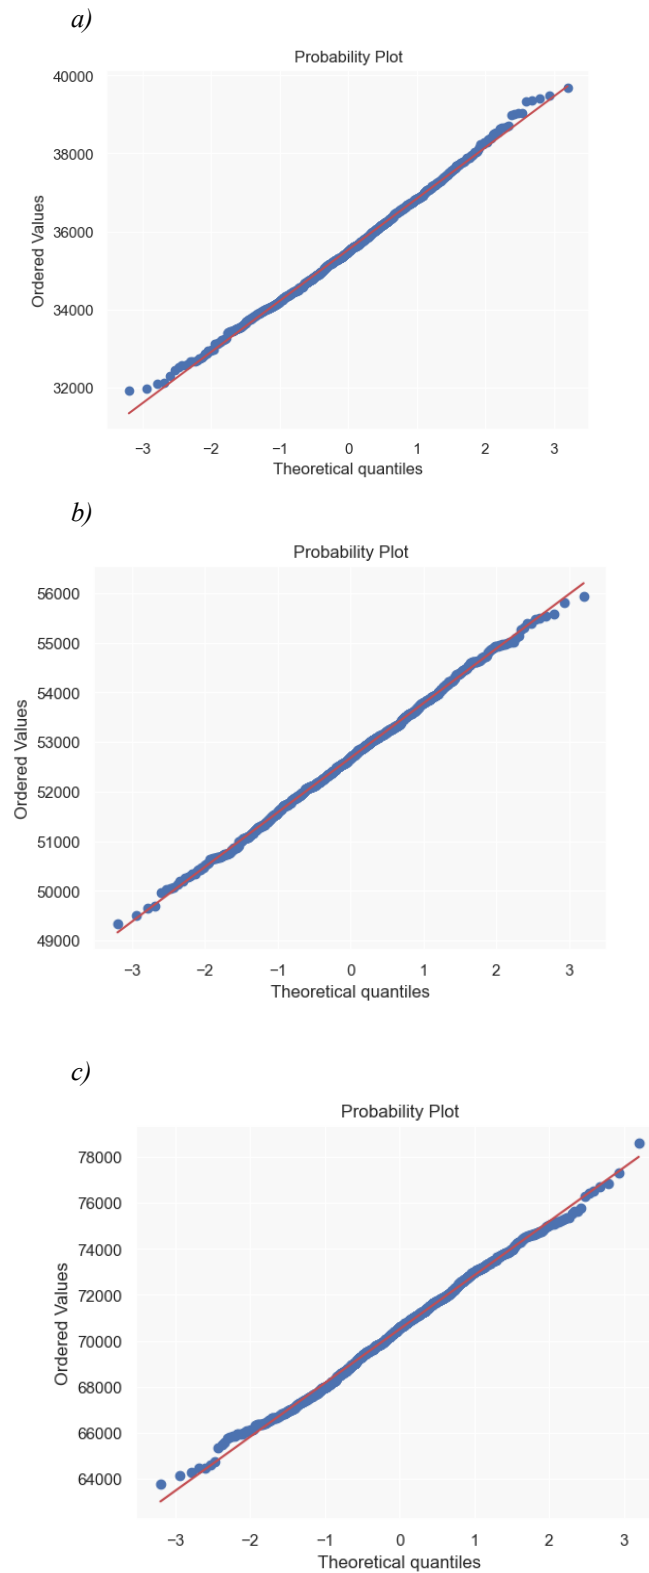 a)
Probability Plot
40000
38000
36000
34000
32000
Ordered Values
−3 −2 −1 0 1 2 3
Theoretical quantiles
b)
Probability Plot
56000
55000
54000
53000
52000
51000
50000
49000
Ordered Values
−3 −2 −1 0 1 2 3
Theoretical quantiles
c)
Probability Plot
78000
76000
74000
72000
70000
68000
66000
64000
Ordered Values
−3 −2 −1 0 1 2 3
Theoretical quantiles